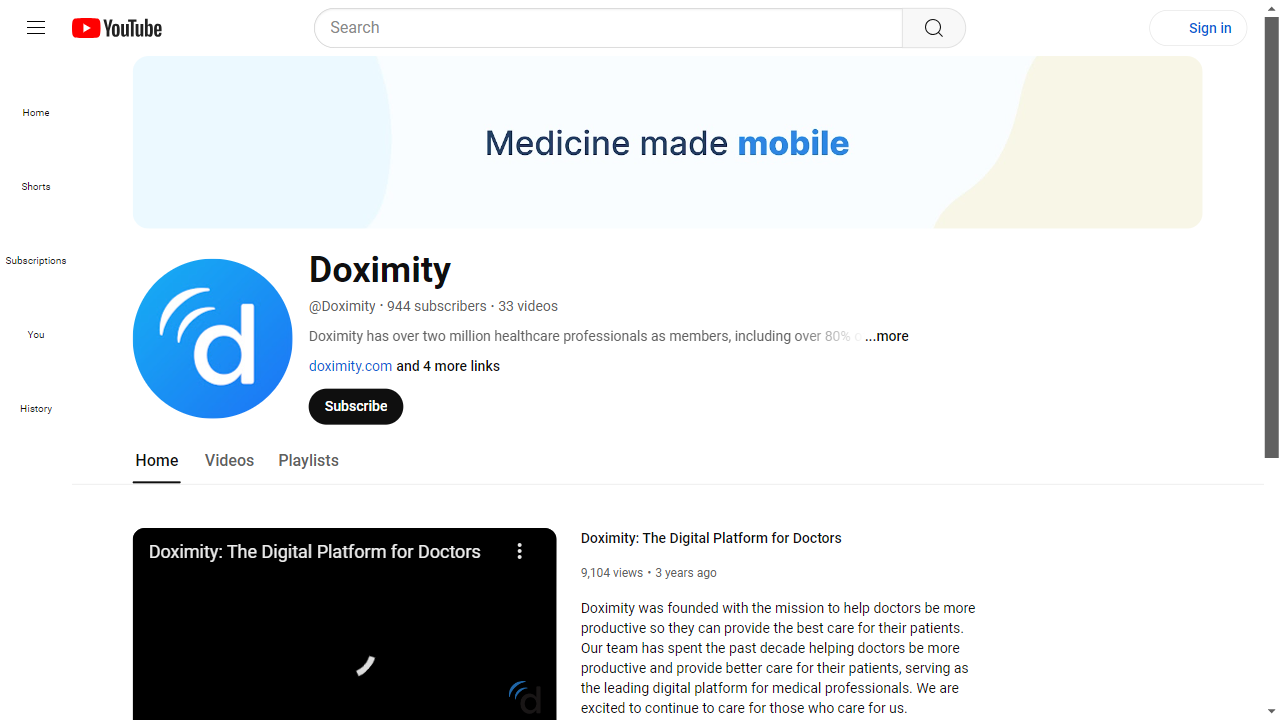 YouTube
Search
Sign in
Home
Shorts
Subscriptions
You
History
Medicine made mobile
Doximity
@Doximity · 944 subscribers · 33 videos
Doximity has over two million healthcare professionals as members, including over 80% ...more
doximity.com and 4 more links
Subscribe
Home Videos Playlists
Doximity: The Digital Platform for Doctors
Doximity: The Digital Platform for Doctors
9,104 views • 3 years ago
Doximity was founded with the mission to help doctors be more
productive so they can provide the best care for their patients.
Our team has spent the past decade helping doctors be more
productive and provide better care for their patients, serving as
the leading digital platform for medical professionals. We are
excited to continue to care for those who care for us.